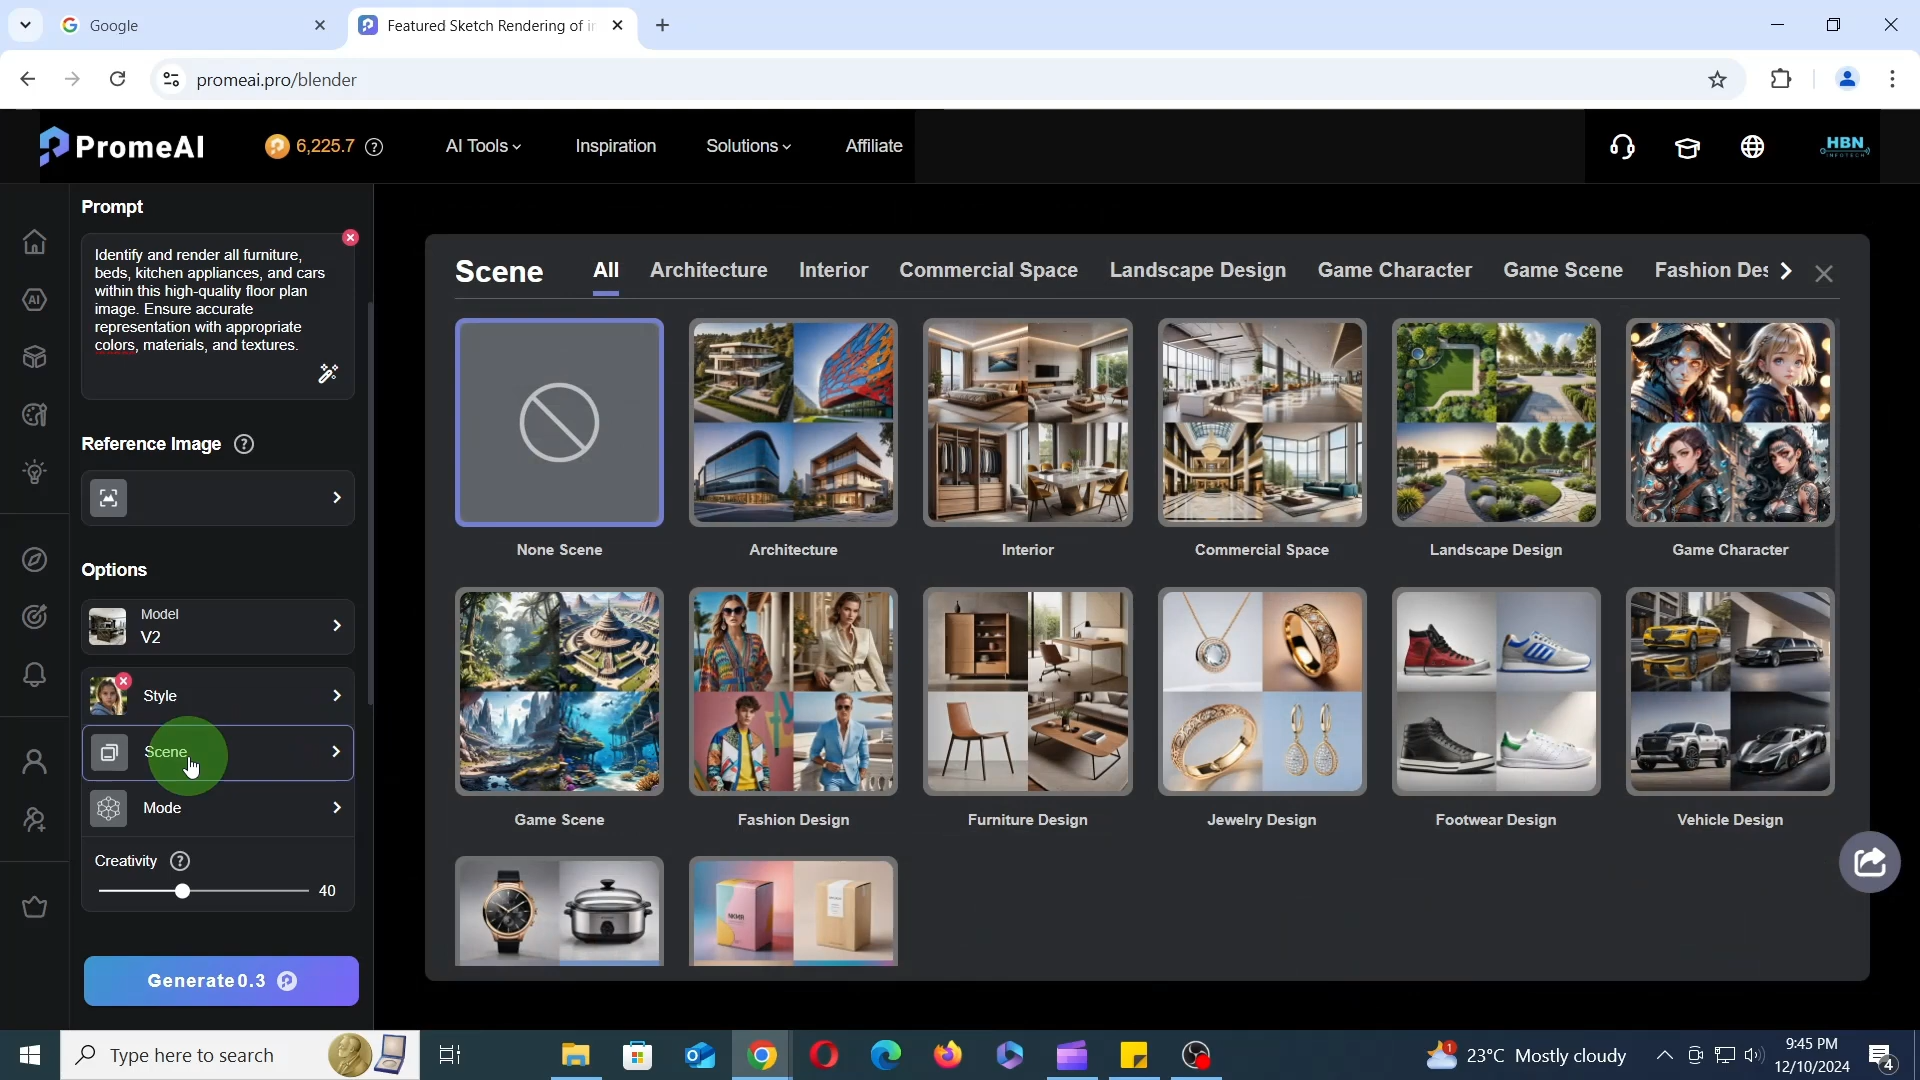 Google
Featured Sketch Rendering of in
promeai.pro/blender
PromeAI
6,225.7
AI Tools
Inspiration
Solutions
Affiliate
HBN
INFOTECH
Prompt
Identify and render all furniture,
beds, kitchen appliances, and cars
within this high-quality floor plan
image. Ensure accurate
representation with appropriate
colors, materials, and textures.
Reference Image
Options
Model
V2
Style
Scene
Mode
Creativity
40
Generate0.3
Scene
All
Architecture
Interior
Commercial Space
Landscape Design
Game Character
Game Scene
Fashion Des
None Scene
Architecture
Interior
Commercial Space
Landscape Design
Game Character
Game Scene
Fashion Design
Furniture Design
Jewelry Design
Footwear Design
Vehicle Design
Type here to search
1
23°C Mostly cloudy
9:45 PM
12/10/2024
4